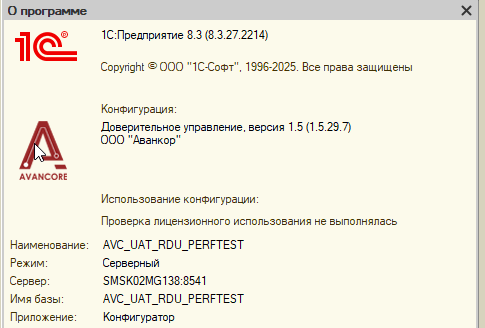 О программе
1С®
1С:Предприятие 8.3 (8.3.27.2214)
Copyright © ООО "1С-Софт", 1996-2025. Все права защищены
Конфигурация:
Доверительное управление, версия 1.5 (1.5.29.7)
ООО "Аванкор"
AVANCORE
Использование конфигурации:
Проверка лицензионного использования не выполнялась
Наименование: AVC_UAT_RDU_PERFTEST
Режим: Серверный
Сервер: SMSK02MG138:8541
Имя базы: AVC_UAT_RDU_PERFTEST
Приложение: Конфигуратор